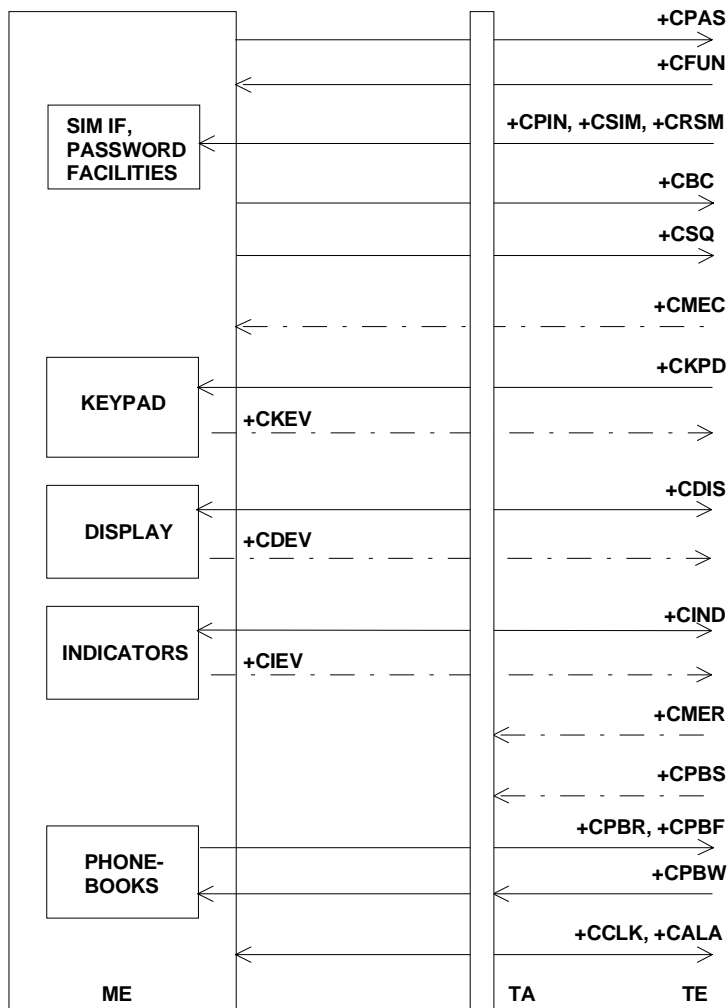 +CPAS
+CFUN
SIM IF,
PASSWORD
FACILITIES
+CPIN, +CSIM, +CRSM
+CBC
+CSQ
+CMEC
+CKPD
KEYPAD
+CKEV
+CDIS
DISPLAY
+CDEV
+CIND
INDICATORS
+CIEV
+CMER
+CPBS
+CPBR, +CPBF
PHONE-
BOOKS
+CPBW
+CCLK, +CALA
ME TA TE